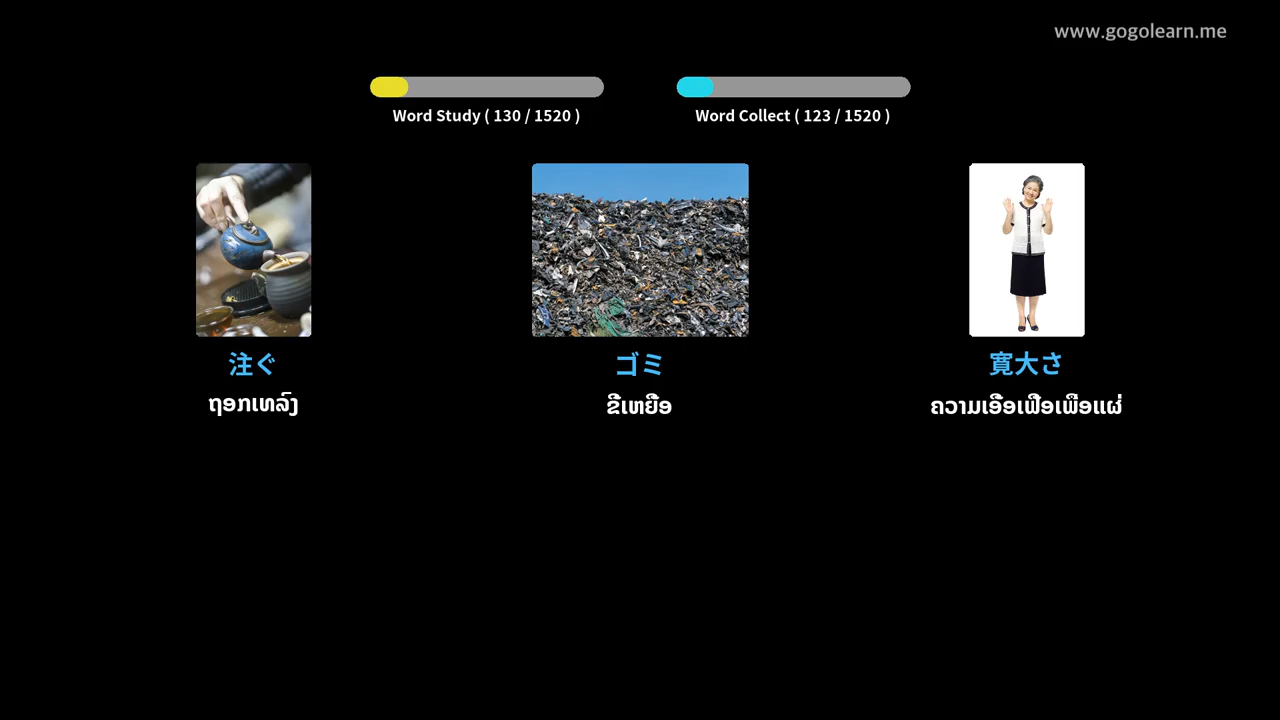 www.gogolearn.me
Word Study ( 130 / 1520 )
Word Collect ( 123 / 1520 )
注ぐ
ゴミ
寛大さ
ຖອກເທລົງ
ຂີ້ເຫຍື້ອ
ຄວາມເອື້ອເຟື້ອເພື່ອແຜ່